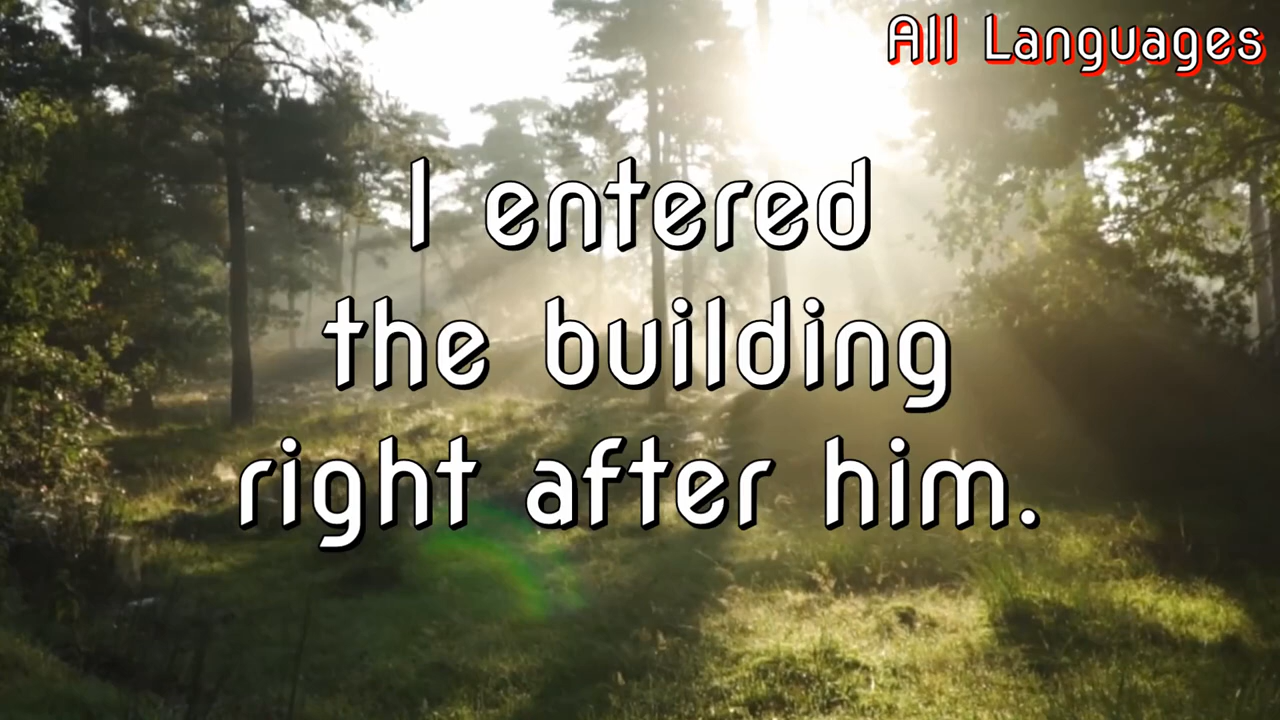 All Languages
I entered
the building
right after him.